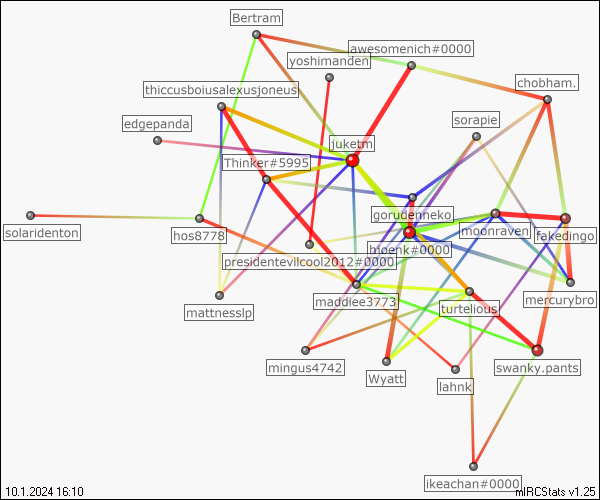 Bertram
awesomenich#0000
yoshimanden
chobham.
thiccusboiusalexusjoneus
sorapie
edgepanda
juketm
Thinker#5995
gorudenneko
solaridenton
hos8778
moonraven
fakedingo
bmoenk#0000
presidentevilcool2012#0000
maddiee3773
mercurybro
mattnesslp
turtelious
mingus4742
Wyatt
lahnk
swanky.pants
ikeachan#0000
10.1.2024 16:10
mIRCStats v1.25